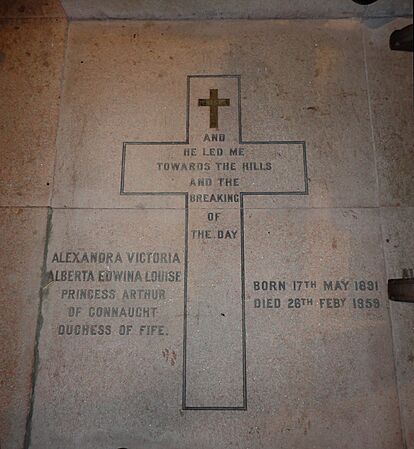 AND
HE LED ME
TOWARDS THE HILLS
AND THE
BREAKING
OF
THE DAY
ALEXANDRA VICTORIA
ALBERTA EDWINA LOUISE
PRINCESS ARTHUR
OF CONNAUGHT
DUCHESS OF FIFE.
BORN 17TH MAY 1891
DIED 26TH FEBY 1959